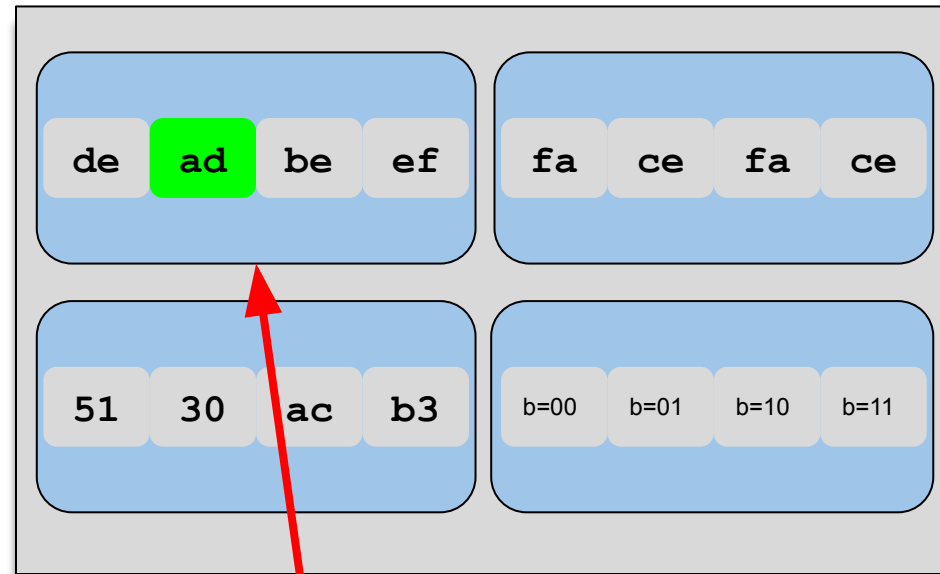 de ad be ef fa ce fa ce
51 30 ac b3 b=00 b=01 b=10 b=11